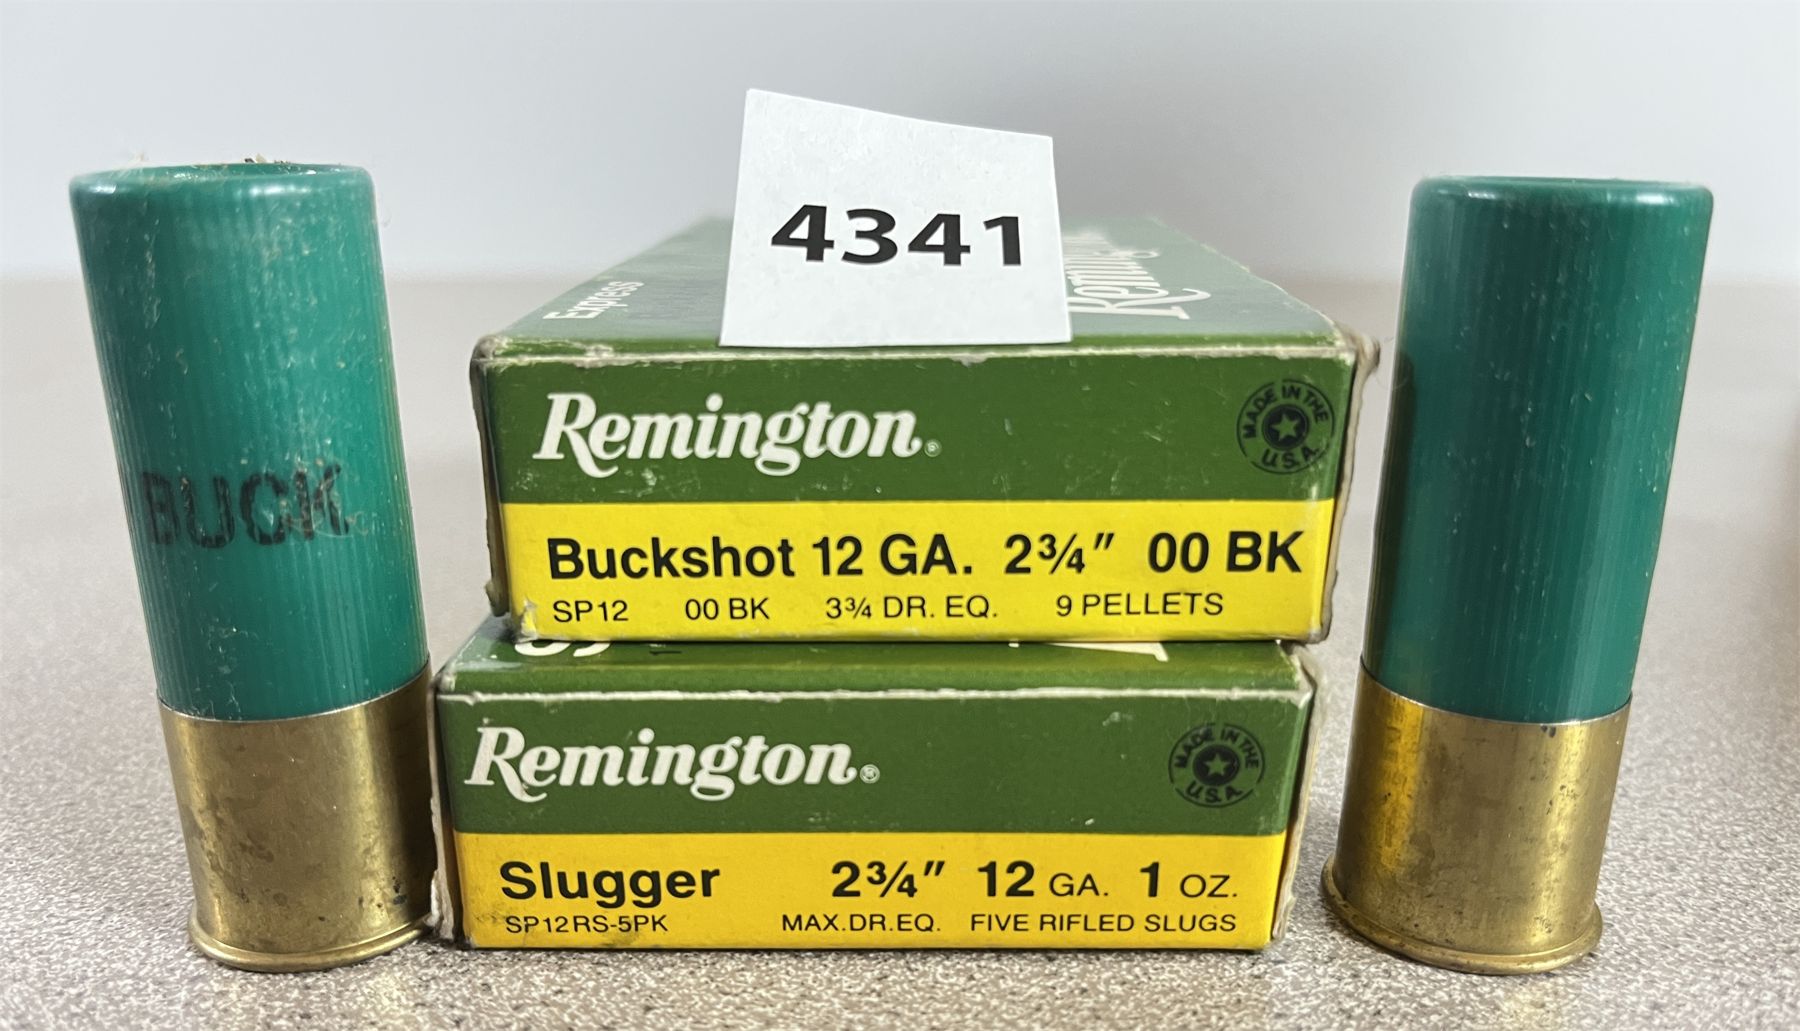 4341
Express
Remington
Remington®
MADE IN THE U.S.A.
Buckshot 12 GA. 2¾" 00 BK
SP12 00 BK 3¾ DR. EQ. 9 PELLETS
BUCK
Remington®
MADE IN THE U.S.A.
Slugger 2¾" 12 GA. 1 OZ.
SP12RS-5PK MAX.DR.EQ. FIVE RIFLED SLUGS